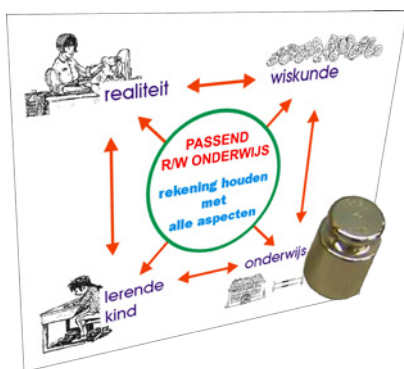 realiteit
wiskunde
PASSEND
R/W ONDERWIJS
rekening houden
met
alle aspecten
lerende
kind
onderwijs